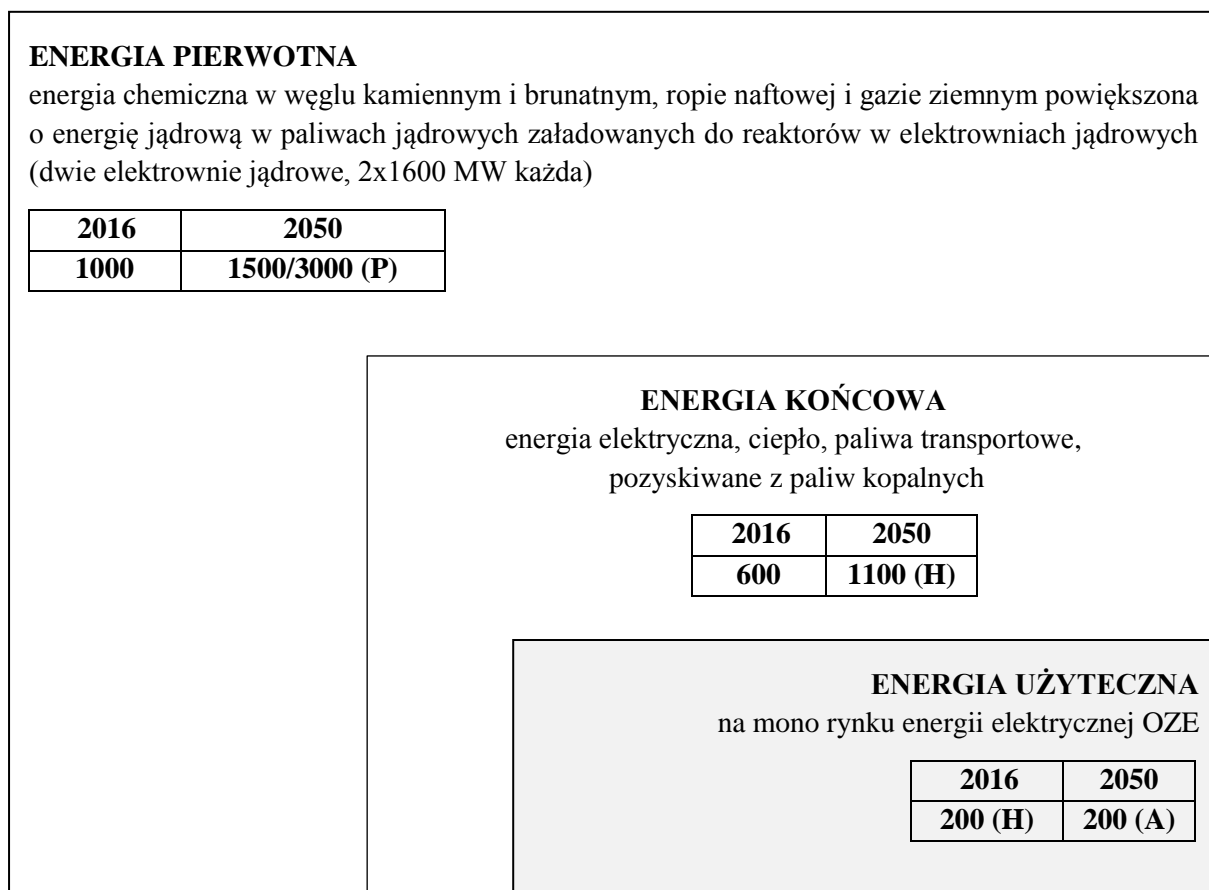 ENERGIA PIERWOTNA
energia chemiczna w węglu kamiennym i brunatnym, ropie naftowej i gazie ziemnym powiększona
o energię jądrową w paliwach jądrowych załadowanych do reaktorów w elektrowniach jądrowych
(dwie elektrownie jądrowe, 2x1600 MW każda)
2016 2050
1000 1500/3000 (P)
ENERGIA KOŃCOWA
energia elektryczna, ciepło, paliwa transportowe,
pozyskiwane z paliw kopalnych
2016 2050
600 1100 (H)
ENERGIA UŻYTECZNA
na mono rynku energii elektrycznej OZE
2016 2050
200 (H) 200 (A)